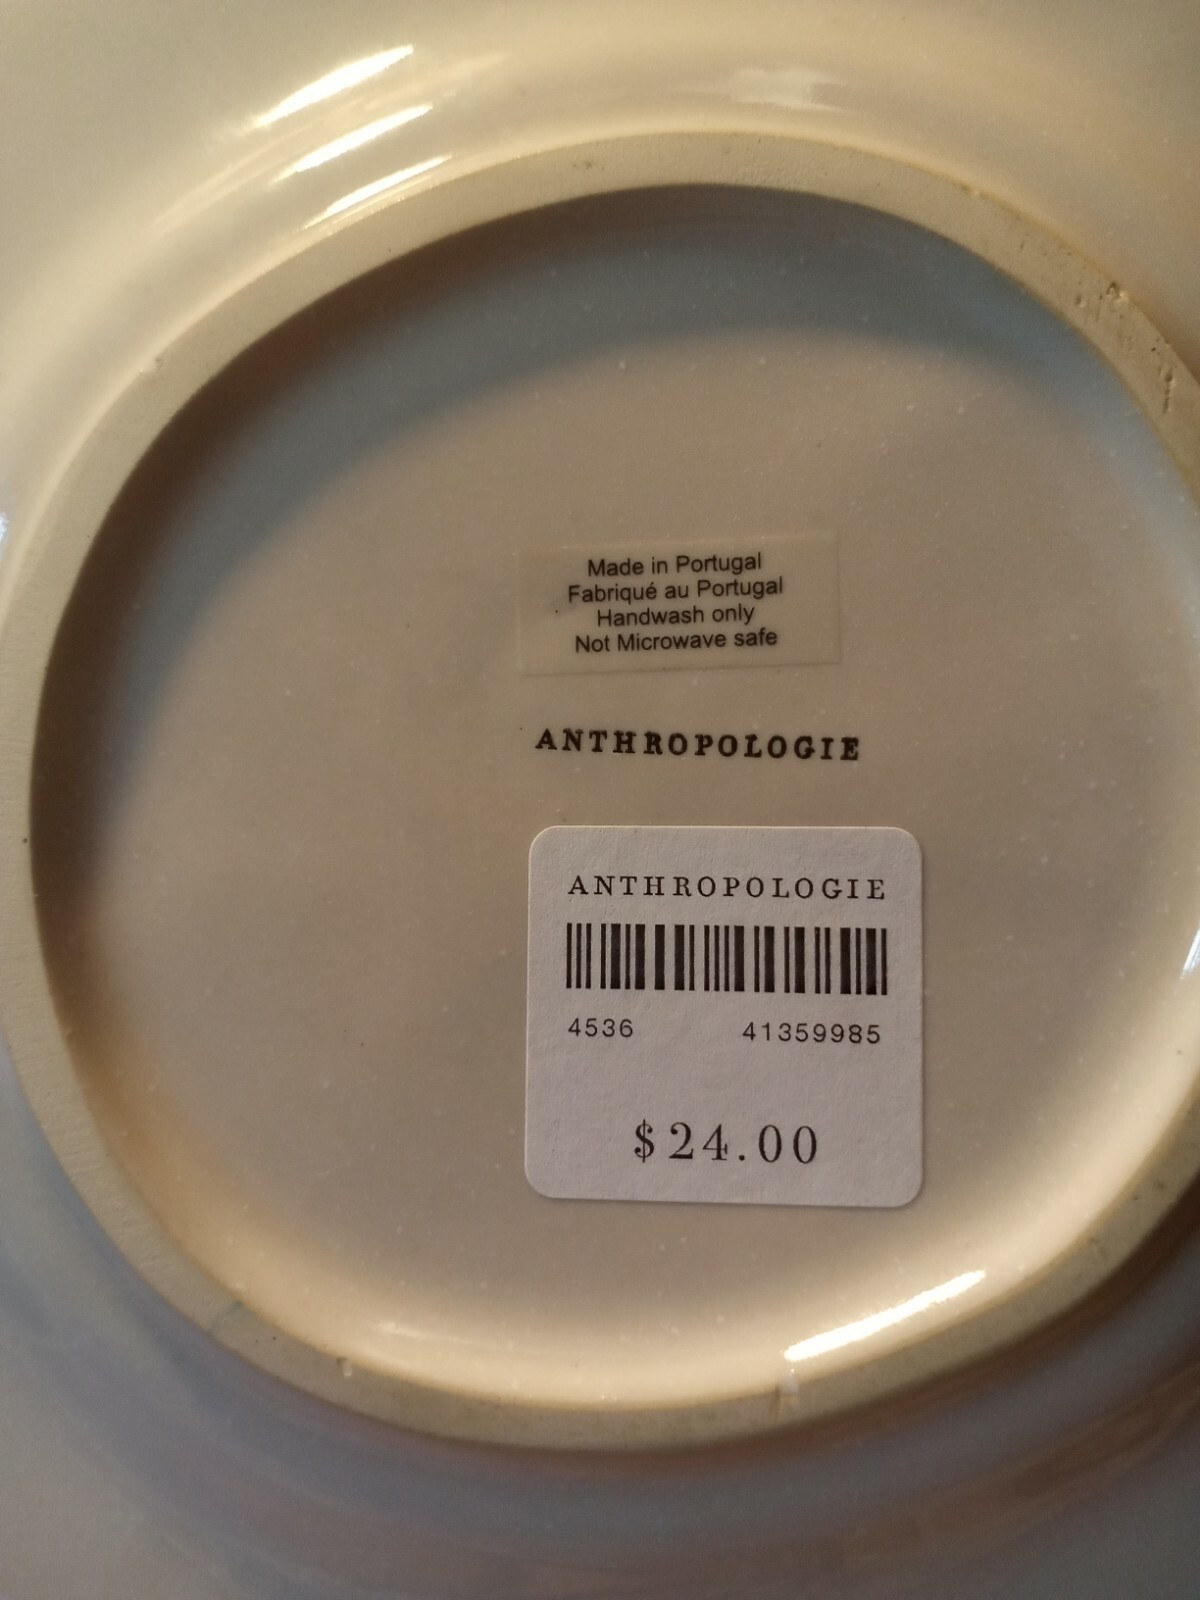 Made in Portugal
Fabriqué au Portugal
Handwash only
Not Microwave safe
ANTHROPOLOGIE
ANTHROPOLOGIE
4536 41359985
$24.00